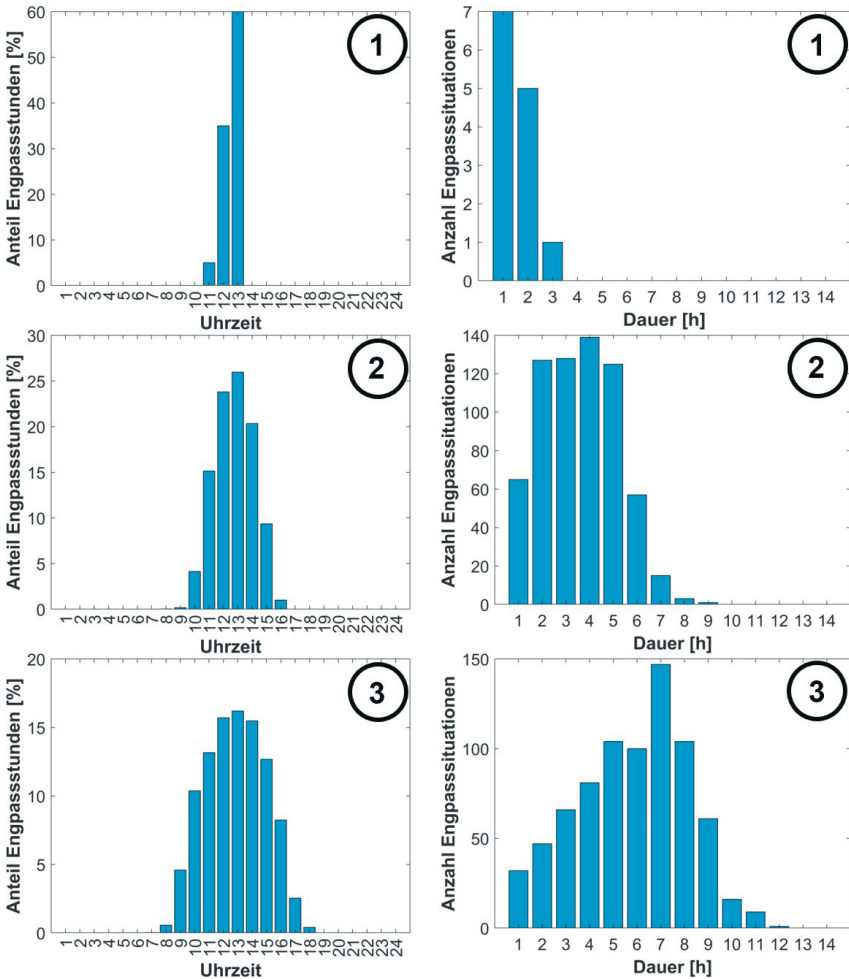 Anteil Engpassstunden [%]
60
50
40
30
20
10
0
1 2 3 4 5 6 7 8 9 10 11 12 13 14 15 16 17 18 19 20 21 22 23 24
Uhrzeit
1
Anzahl Engpasssituationen
7
6
5
4
3
2
1
0
1 2 3 4 5 6 7 8 9 10 11 12 13 14
Dauer [h]
1
Anteil Engpassstunden [%]
30
25
20
15
10
5
0
1 2 3 4 5 6 7 8 9 10 11 12 13 14 15 16 17 18 19 20 21 22 23 24
Uhrzeit
2
Anzahl Engpasssituationen
140
120
100
80
60
40
20
0
1 2 3 4 5 6 7 8 9 10 11 12 13 14
Dauer [h]
2
Anteil Engpassstunden [%]
20
15
10
5
0
1 2 3 4 5 6 7 8 9 10 11 12 13 14 15 16 17 18 19 20 21 22 23 24
Uhrzeit
3
Anzahl Engpasssituationen
150
100
50
0
1 2 3 4 5 6 7 8 9 10 11 12 13 14
Dauer [h]
3